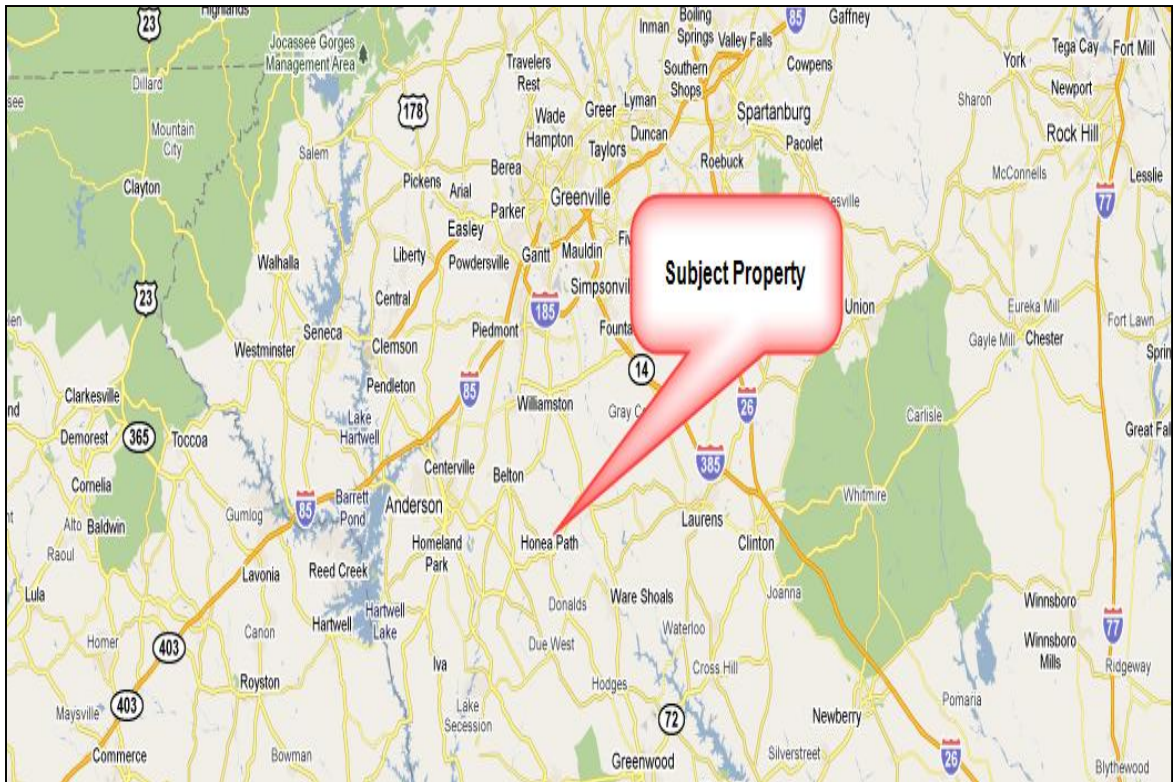 23
Highlands
Jocassee Gorges
Management Area
Dillard
Mountain
City
Clayton
23
Salem
178
Travelers
Rest
Inman
Boiling
Springs
Valley Falls
85
Gaffney
Cowpens
Southern
Shops
York
Tega Cay
Fort Mill
Newport
Sharon
Rock Hill
McConnells
Lesslie
77
Wade
Hampton
Greer
Lyman
Duncan
Taylors
Spartanburg
Pacolet
Roebuck
Berea
Pickens
Arial
Greenville
Parker
Easley
Liberty
Powdersville
Gantt
Mauldin
Walhalla
Central
185
Piedmont
Subject Property
Union
Eureka Mill
Fort Lawn
Gayle Mill
Chester
Seneca
Westminster
Clemson
Pendleton
85
14
Williamston
26
Carlisle
Clarkesville
Demorest
365
Toccoa
Cornelia
Lake
Hartwell
Centerville
Belton
385
Whitmire
Alto
Baldwin
Gumlog
85
Barrett
Pond
Anderson
Laurens
Raoul
Lavonia
Reed Creek
Homeland
Park
Honea Path
Clinton
Lula
Homer
Canon
Hartwell
Hartwell
Lake
Donalds
Ware Shoals
Joanna
Winnsboro
403
Due West
Waterloo
Winnsboro
Mills
77
Royston
Iva
Hodges
Cross Hill
Ridgeway
Pomaria
403
Maysville
Lake
Secession
72
Newberry
Commerce
Bowman
Greenwood
Silverstreet
26
Blythewood